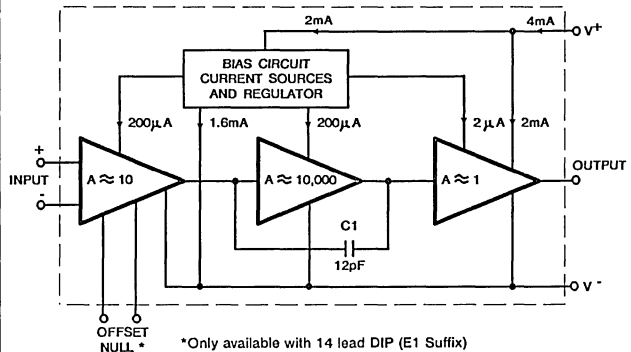 2mA
4mA
V+
BIAS CIRCUIT
CURRENT SOURCES
AND REGULATOR
200μA
1.6mA
200μA
2μA
2mA
+
INPUT
-
A ≈ 10
A ≈ 10,000
A ≈ 1
OUTPUT
C1
12pF
V-
OFFSET
NULL *
*Only available with 14 lead DIP (E1 Suffix)